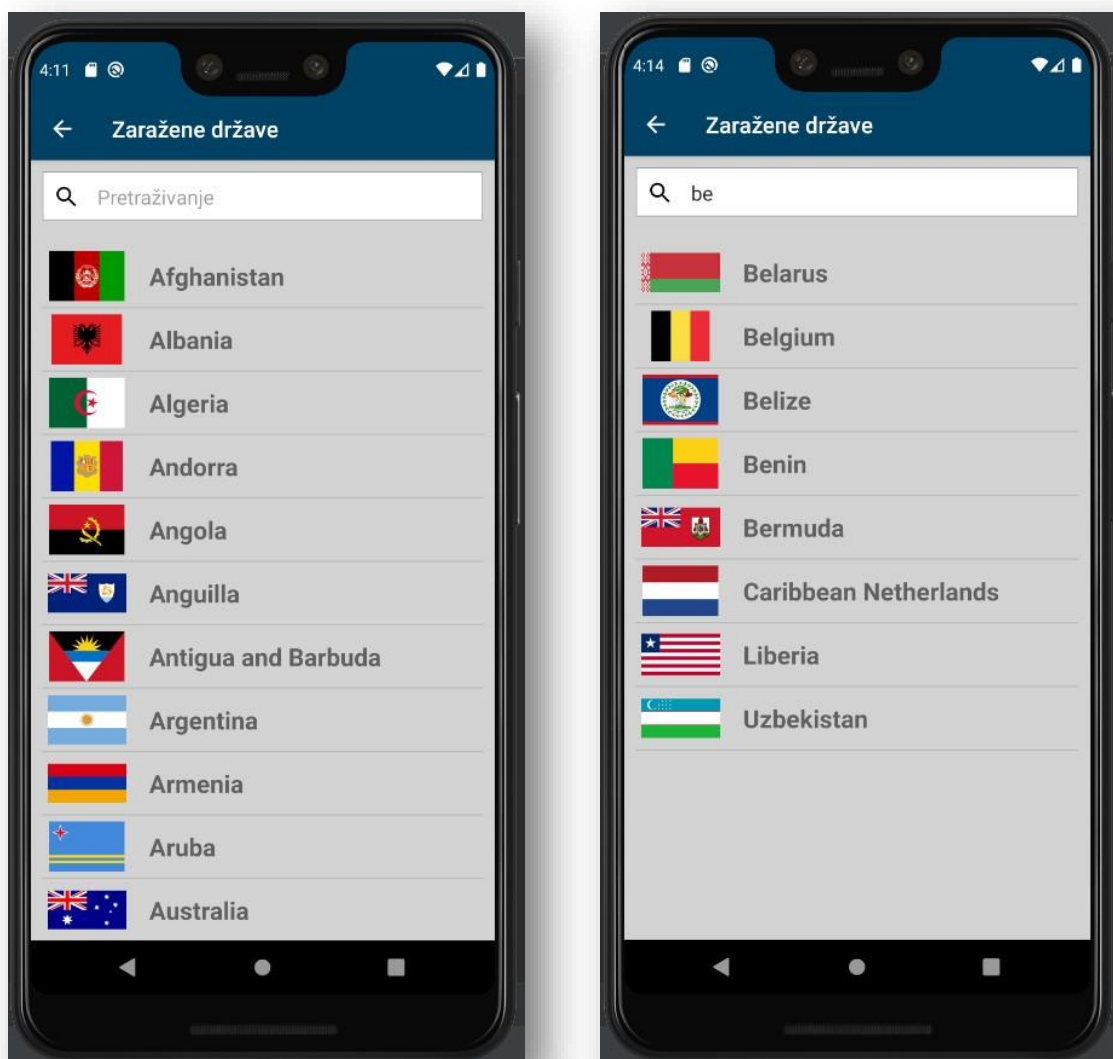 4:11
Zaražene države
Pretraživanje
Afghanistan
Albania
Algeria
Andorra
Angola
Anguilla
Antigua and Barbuda
Argentina
Armenia
Aruba
Australia
4:14
Zaražene države
be
Belarus
Belgium
Belize
Benin
Bermuda
Caribbean Netherlands
Liberia
Uzbekistan